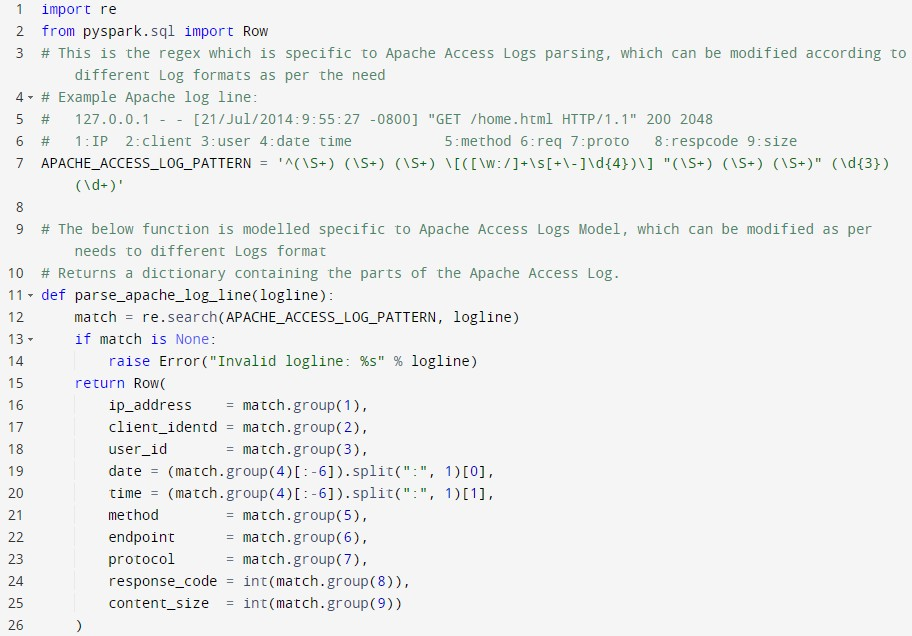 1 import re
2 from pyspark.sql import Row
3 # This is the regex which is specific to Apache Access Logs parsing, which can be modified according to
different Log formats as per the need
4 # Example Apache log line:
5 #   127.0.0.1 - - [21/Jul/2014:9:55:27 -0800] "GET /home.html HTTP/1.1" 200 2048
6 #   1:IP  2:client 3:user 4:date time           5:method 6:req 7:proto   8:respcode 9:size
7 APACHE_ACCESS_LOG_PATTERN = '^(\S+) (\S+) (\S+) \[([\w:/]+\s[+\-]\d{4})\] "(\S+) (\S+) (\S+)" (\d{3})
(\d+)'
8
9 # The below function is modelled specific to Apache Access Logs Model, which can be modified as per
needs to different Logs format
10 # Returns a dictionary containing the parts of the Apache Access Log.
11 def parse_apache_log_line(logline):
12     match = re.search(APACHE_ACCESS_LOG_PATTERN, logline)
13     if match is None:
14         raise Error("Invalid logline: %s" % logline)
15     return Row(
16         ip_address    = match.group(1),
17         client_identd = match.group(2),
18         user_id       = match.group(3),
19         date = (match.group(4)[:-6]).split(":", 1)[0],
20         time = (match.group(4)[:-6]).split(":", 1)[1],
21         method        = match.group(5),
22         endpoint      = match.group(6),
23         protocol      = match.group(7),
24         response_code = int(match.group(8)),
25         content_size  = int(match.group(9))
26     )